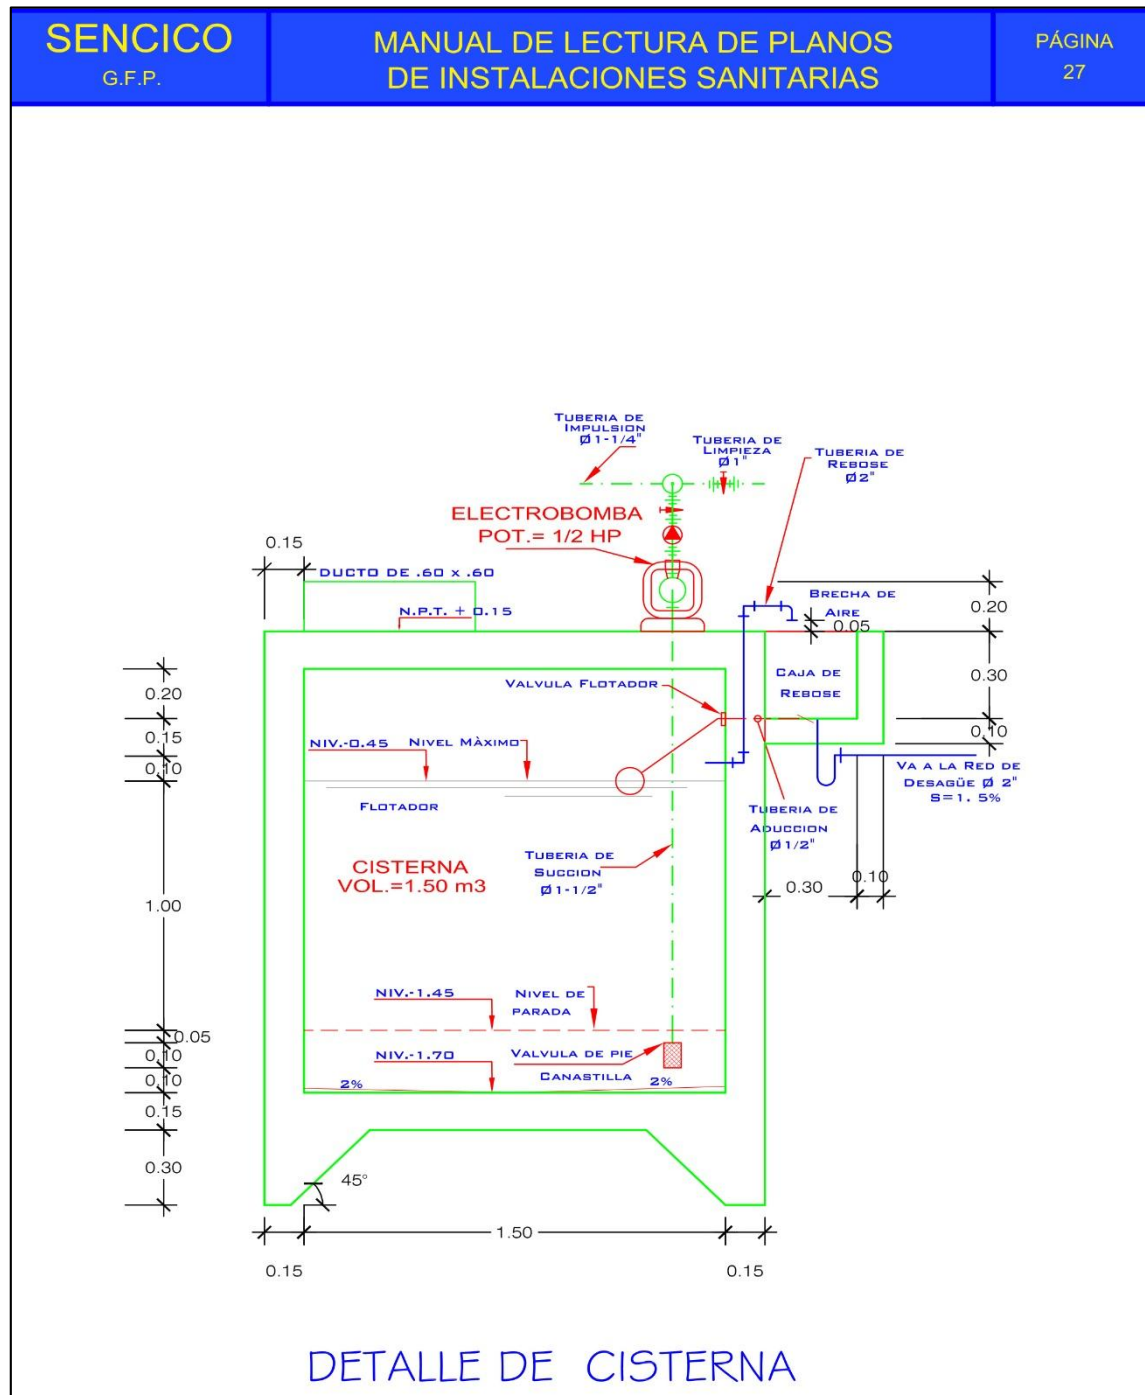 SENCICO
G.F.P.
MANUAL DE LECTURA DE PLANOS
DE INSTALACIONES SANITARIAS
PÁGINA
27
TUBERIA DE
IMPULSION
Ø1-1/4"
TUBERIA DE
LIMPIEZA
Ø1"
TUBERIA DE
REBOSE
Ø2"
ELECTROBOMBA
POT.= 1/2 HP
0.15
DUCTO DE .60 x .60
N.P.T. + 0.15
BRECHA DE
AIRE
0.05
0.20
0.30
0,10
CAJA DE
REBOSE
VALVULA FLOTADOR
0.20
0.15
0.10
NIV.-0.45
NIVEL MÀXIMO
FLOTADOR
VA A LA RED DE
DESAGÜE Ø 2"
S=1. 5%
TUBERIA DE
ADUCCION
Ø1/2"
0.30
0.10
CISTERNA
VOL.=1.50 m3
TUBERIA DE
SUCCION
Ø1-1/2"
1.00
NIV.-1.45
NIVEL DE
PARADA
0.05
0.10
0.10
NIV.-1.70
VALVULA DE PIE
CANASTILLA
2%
2%
0.15
0.30
45°
1.50
0.15
0.15
DETALLE DE CISTERNA